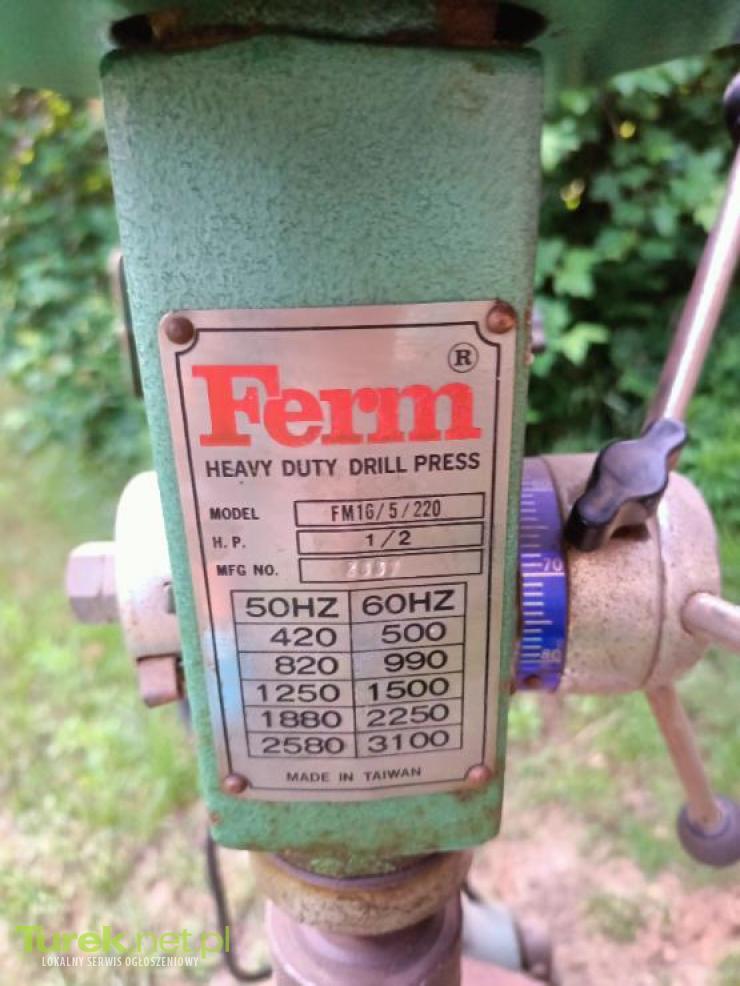 Ferm ®
HEAVY DUTY DRILL PRESS
MODEL FM16/5/220
H.P. 1/2
MFG NO.
50HZ 60HZ
420 500
820 990
1250 1500
1880 2250
2580 3100
MADE IN TAIWAN
70
80
Turek.net.pl
LOKALNY SERWIS OGŁOSZENIOWY